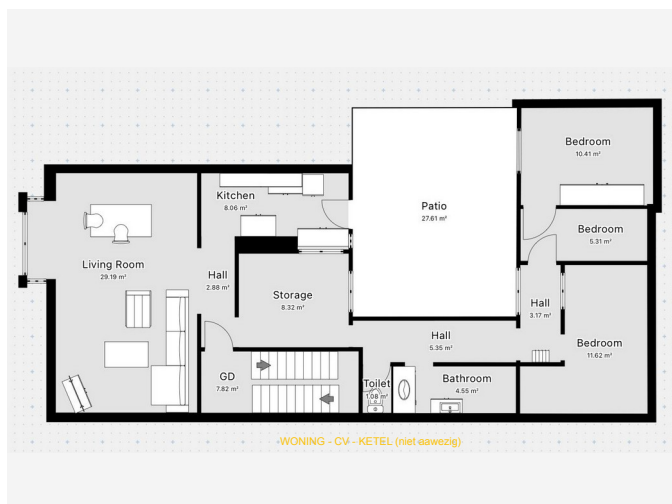 Bedroom
10.41 m²
Kitchen
8.06 m²
Patio
27.61 m²
Bedroom
5.31 m²
Living Room
29.19 m²
Hall
2.88 m²
Storage
8.32 m²
Hall
3.17 m²
Hall
5.35 m²
Bedroom
11.62 m²
GD
7.82 m²
Toilet
1.08 m²
Bathroom
4.55 m²
WONING - CV - KETEL (niet aawezig)